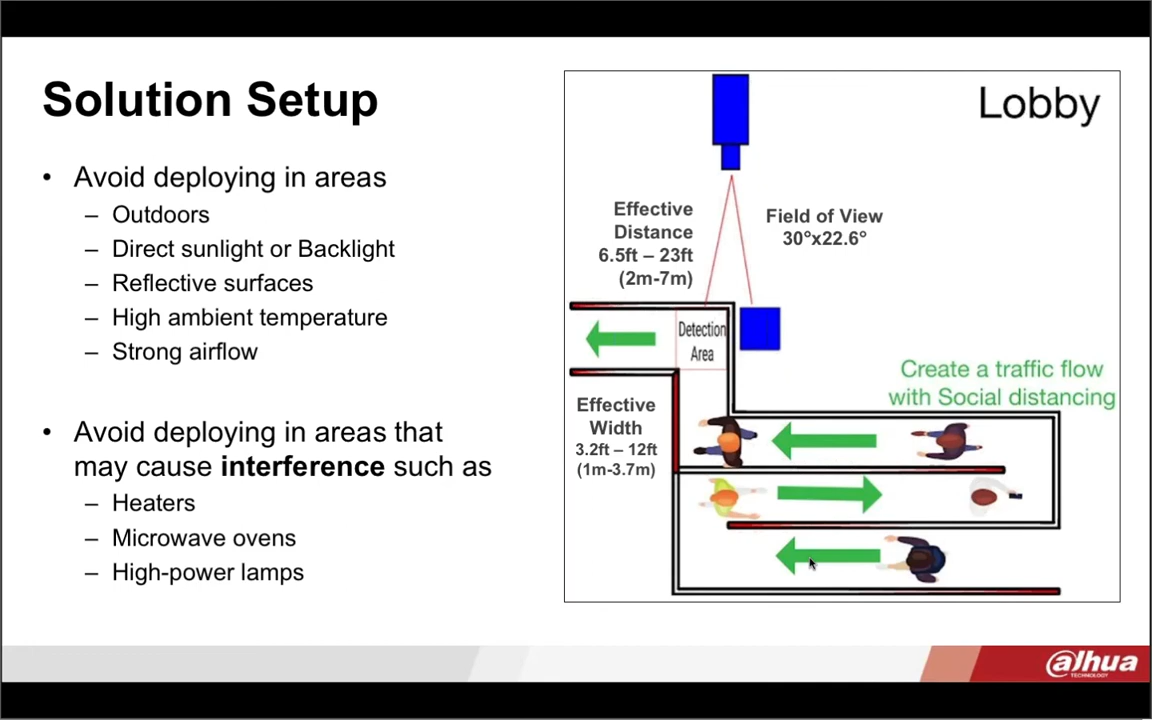 Solution Setup
• Avoid deploying in areas
– Outdoors
– Direct sunlight or Backlight
– Reflective surfaces
– High ambient temperature
– Strong airflow
• Avoid deploying in areas that
may cause interference such as
– Heaters
– Microwave ovens
– High-power lamps
Lobby
Effective
Distance
6.5ft – 23ft
(2m-7m)
Field of View
30°x22.6°
Detection
Area
Create a traffic flow
with Social distancing
Effective
Width
3.2ft – 12ft
(1m-3.7m)
alhua
TECHNOLOGY